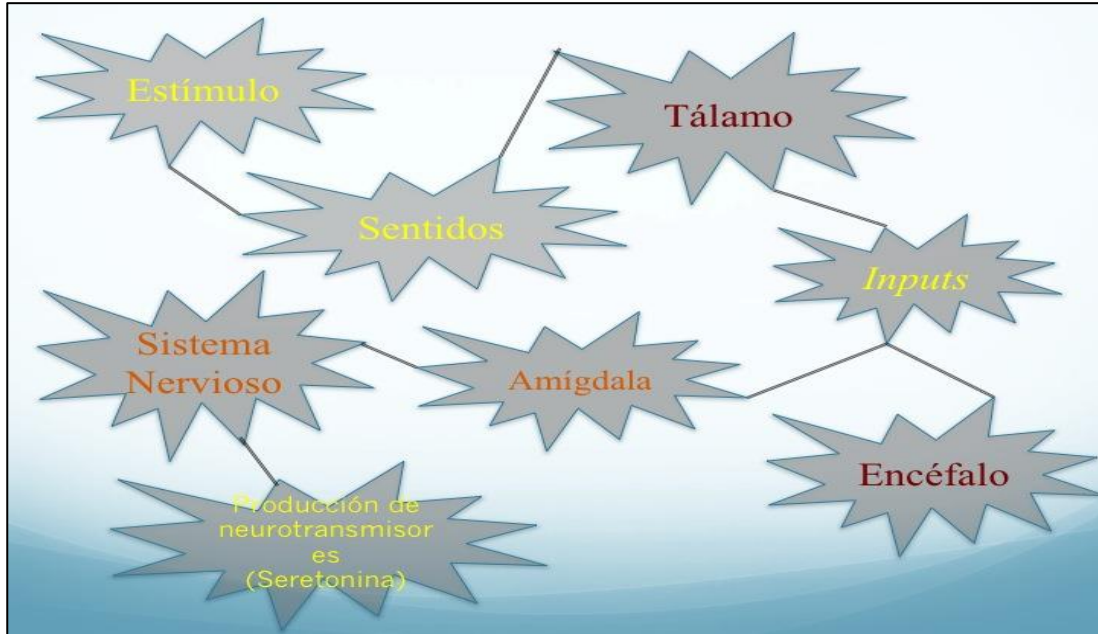 Estímulo
Tálamo
Sentidos
Inputs
Sistema
Nervioso
Amígdala
Encéfalo
Producción de
neurotransmisor
es
(Seretonina)